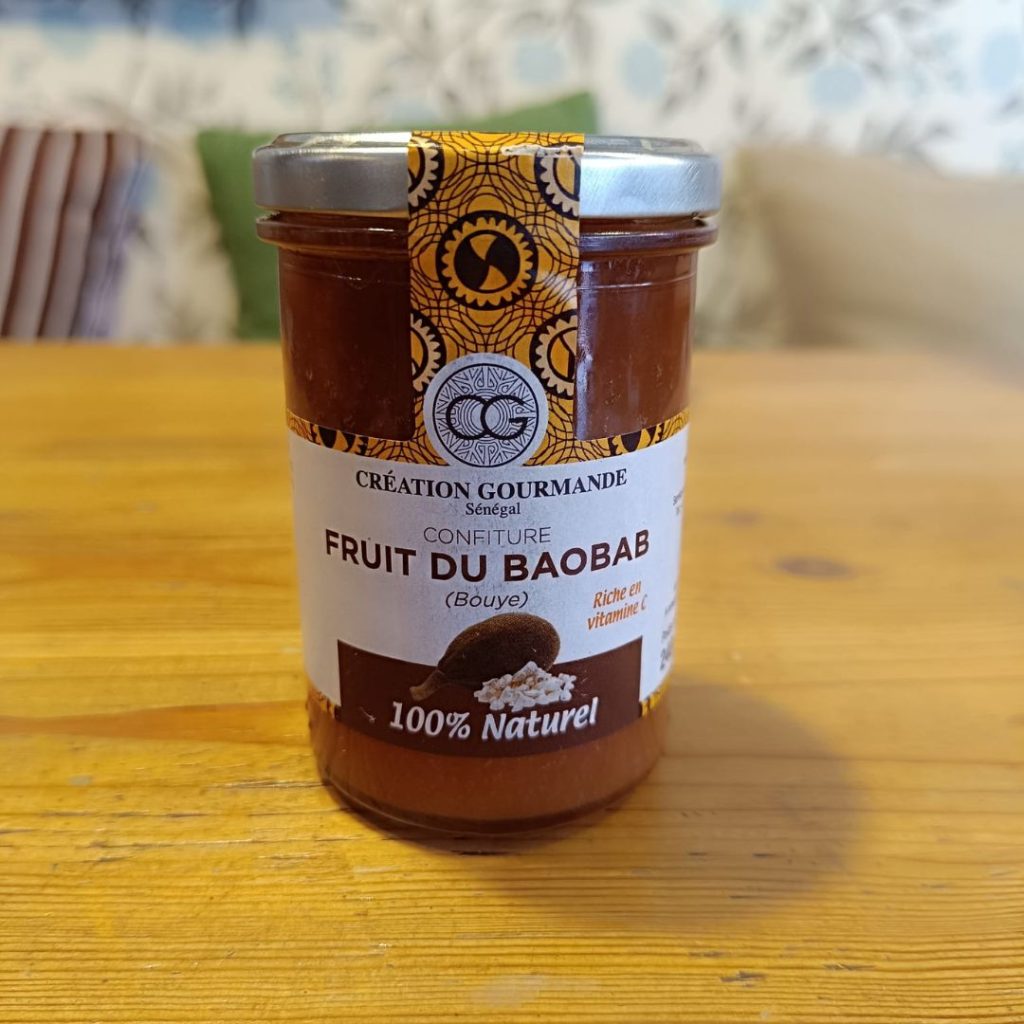 CG
CRÉATION GOURMANDE
Sénégal
CONFITURE
FRUIT DU BAOBAB
(Bouye)
Riche en
vitamine C
100% Naturel